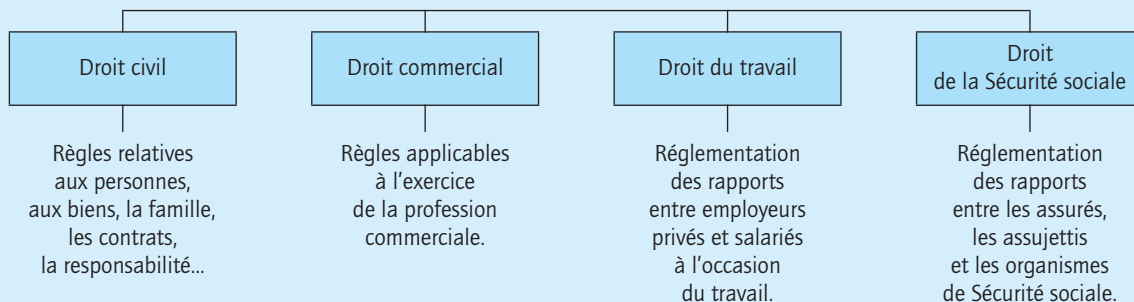 Droit civil
Droit commercial
Droit du travail
Droit
de la Sécurité sociale
Règles relatives
aux personnes,
aux biens, la famille,
les contrats,
la responsabilité...
Règles applicables
à l'exercice
de la profession
commerciale.
Réglementation
des rapports
entre employeurs
privés et salariés
à l'occasion
du travail.
Réglementation
des rapports
entre les assurés,
les assujettis
et les organismes
de Sécurité sociale.